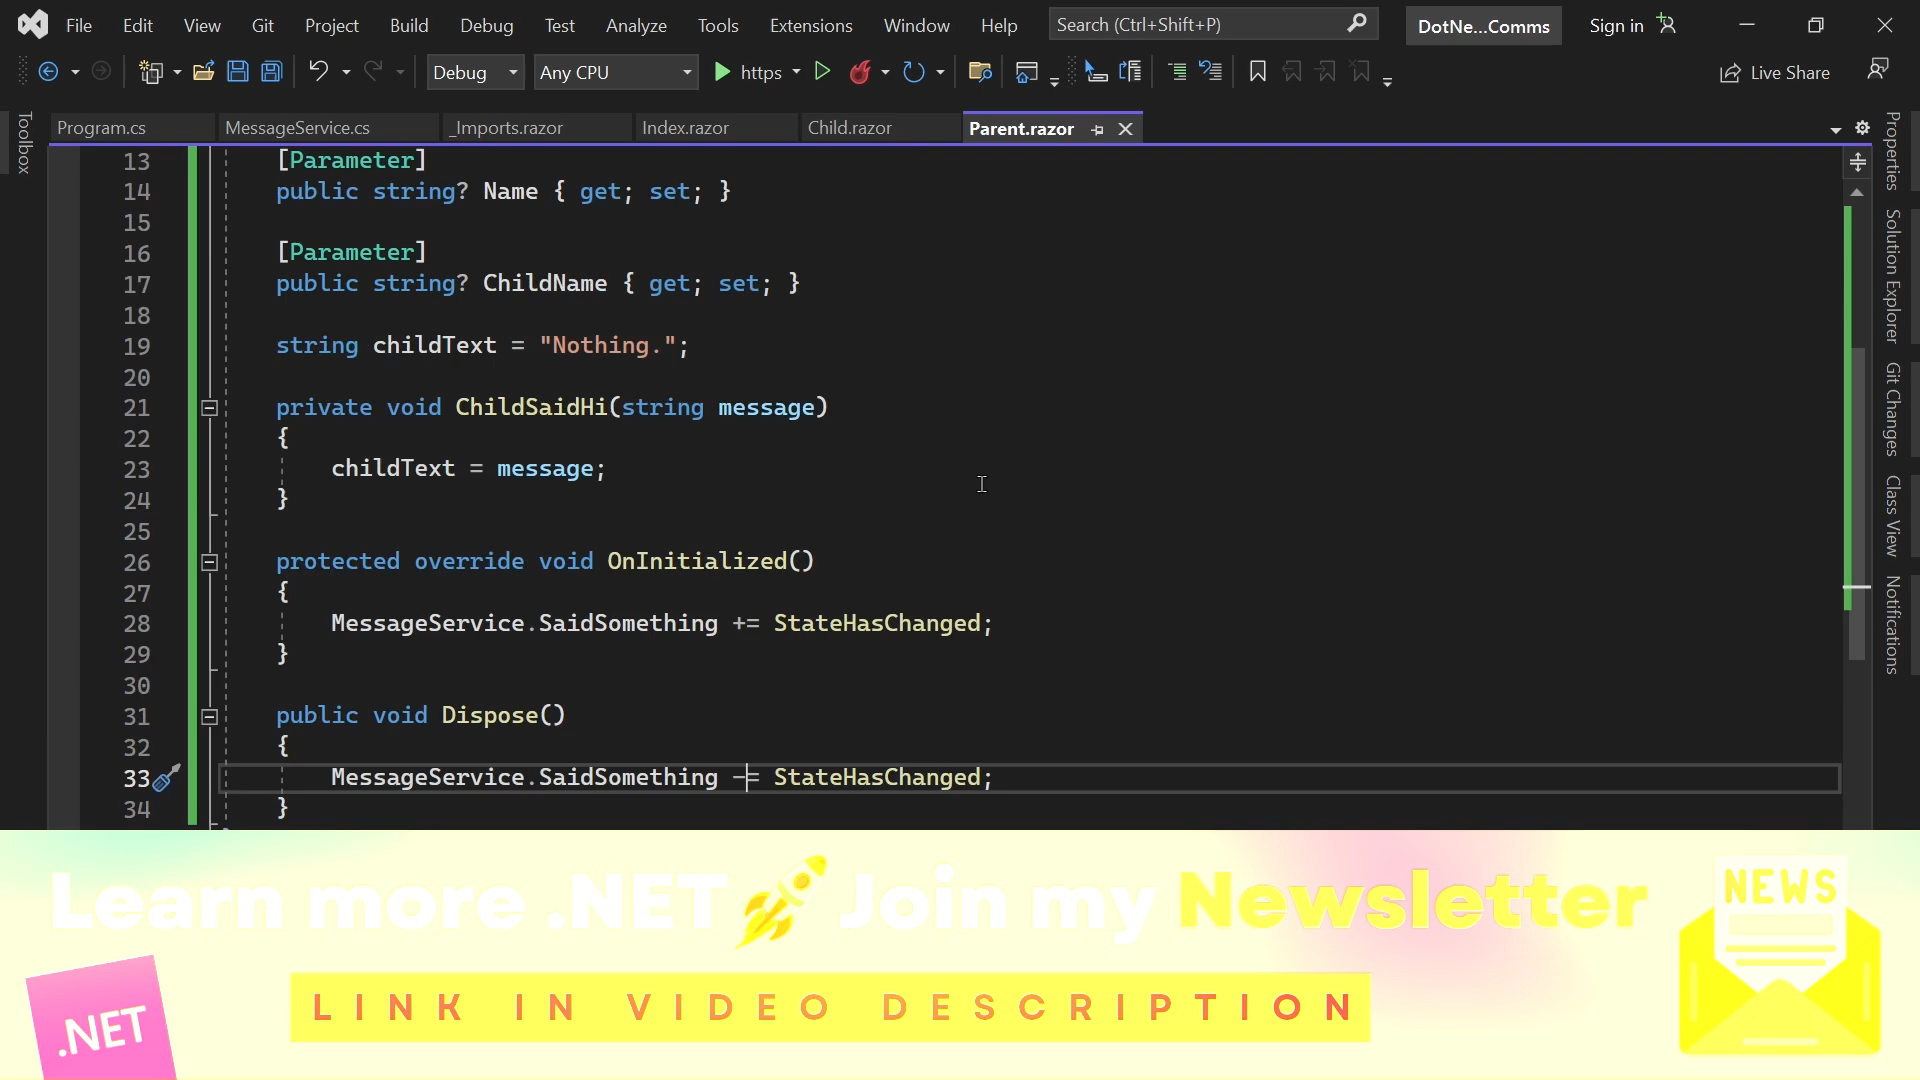 File Edit View Git Project Build Debug Test Analyze Tools Extensions Window Help Search (Ctrl+Shift+P) DotNe...Comms Sign in
Debug Any CPU https Live Share
Toolbox
Program.cs MessageService.cs _Imports.razor Index.razor Child.razor Parent.razor
13 [Parameter]
14 public string? Name { get; set; }
15
16 [Parameter]
17 public string? ChildName { get; set; }
18
19 string childText = "Nothing.";
20
21 private void ChildSaidHi(string message)
22 {
23 childText = message;
24 }
25
26 protected override void OnInitialized()
27 {
28 MessageService.SaidSomething += StateHasChanged;
29 }
30
31 public void Dispose()
32 {
33 MessageService.SaidSomething -= StateHasChanged;
34 }
Properties
Solution Explorer
Git Changes
Class View
Notifications
Learn more .NET Join my Newsletter
NEWS
LINK IN VIDEO DESCRIPTION
.NET